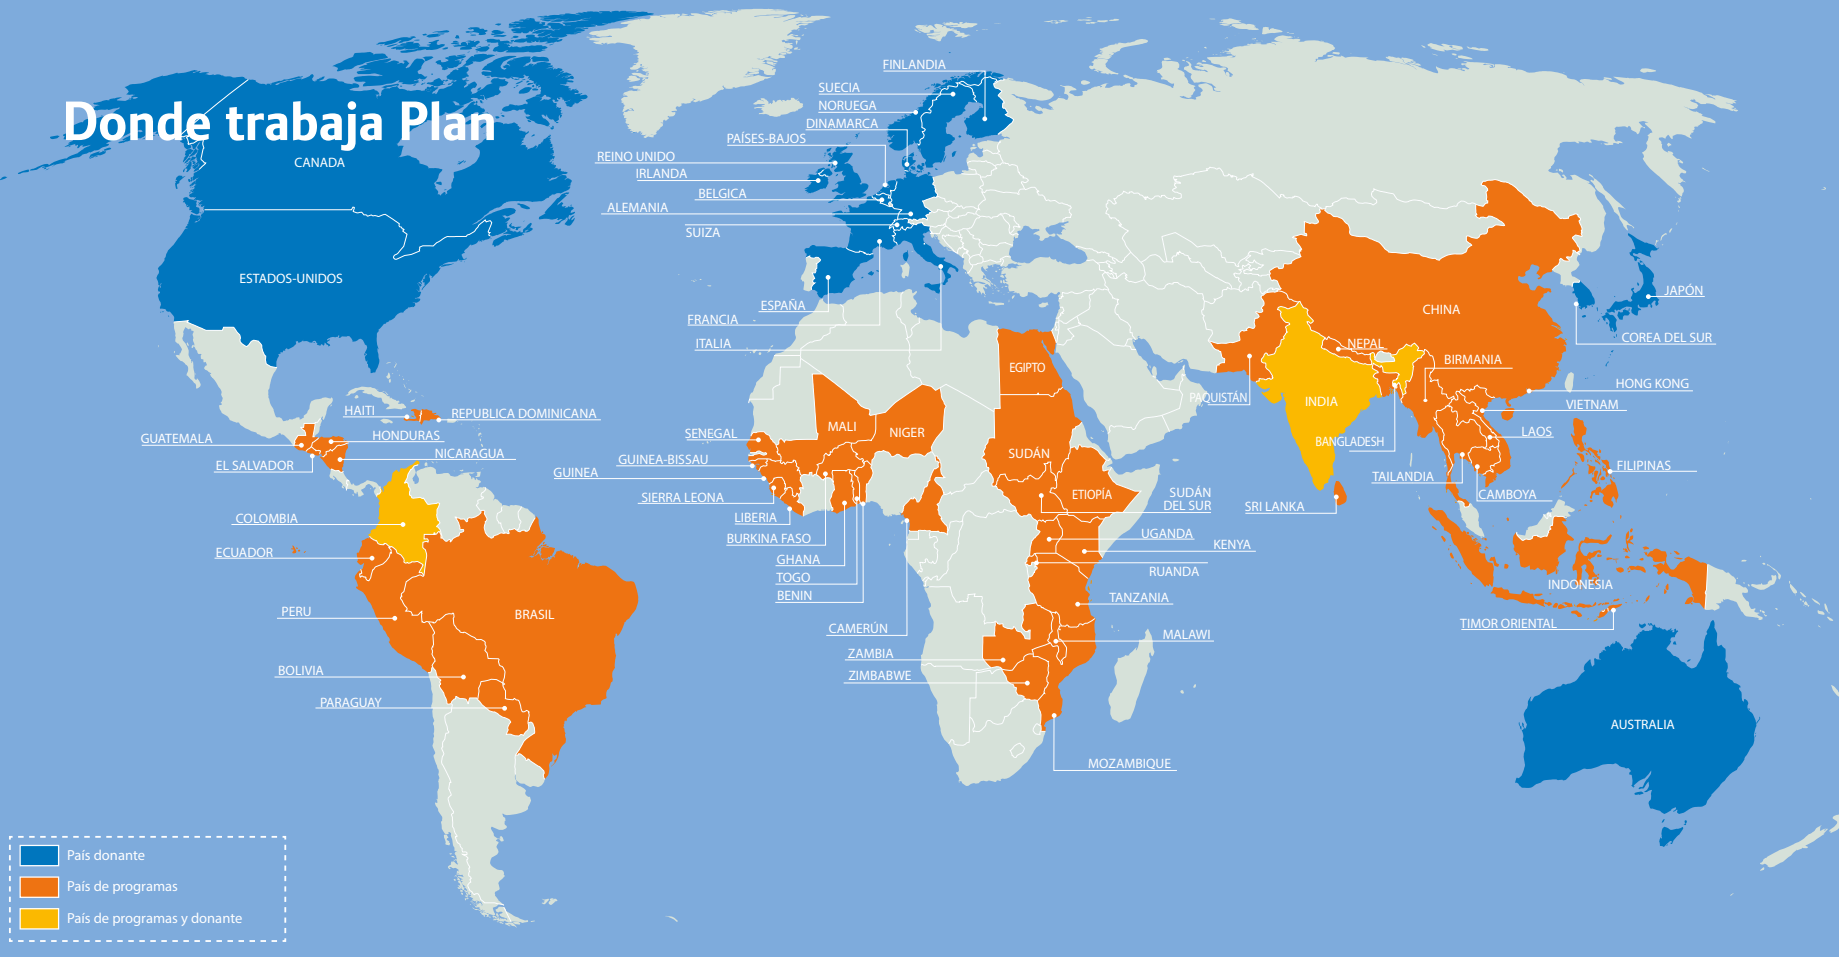 Donde trabaja Plan
CANADA
ESTADOS-UNIDOS
FINLANDIA
SUECIA
NORUEGA
DINAMARCA
PAÍSES-BAJOS
REINO UNIDO
IRLANDA
BELGICA
ALEMANIA
SUIZA
ESPAÑA
FRANCIA
ITALIA
HAITI
REPUBLICA DOMINICANA
GUATEMALA
HONDURAS
NICARAGUA
EL SALVADOR
COLOMBIA
ECUADOR
PERU
BRASIL
BOLIVIA
PARAGUAY
SENEGAL
GUINEA-BISSAU
GUINEA
SIERRA LEONA
LIBERIA
BURKINA FASO
GHANA
TOGO
BENIN
CAMERÚN
MALI
NIGER
EGIPTO
SUDÁN
ETIOPÍA
SUDÁN
DEL SUR
UGANDA
KENYA
RUANDA
TANZANIA
MALAWI
ZAMBIA
ZIMBABWE
MOZAMBIQUE
CHINA
JAPÓN
COREA DEL SUR
NEPAL
BIRMANIA
HONG KONG
PAQUISTÁN
INDIA
VIETNAM
LAOS
BANGLADESH
TAILANDIA
FILIPINAS
CAMBOYA
SRI LANKA
INDONESIA
TIMOR ORIENTAL
AUSTRALIA
País donante
País de programas
País de programas y donante